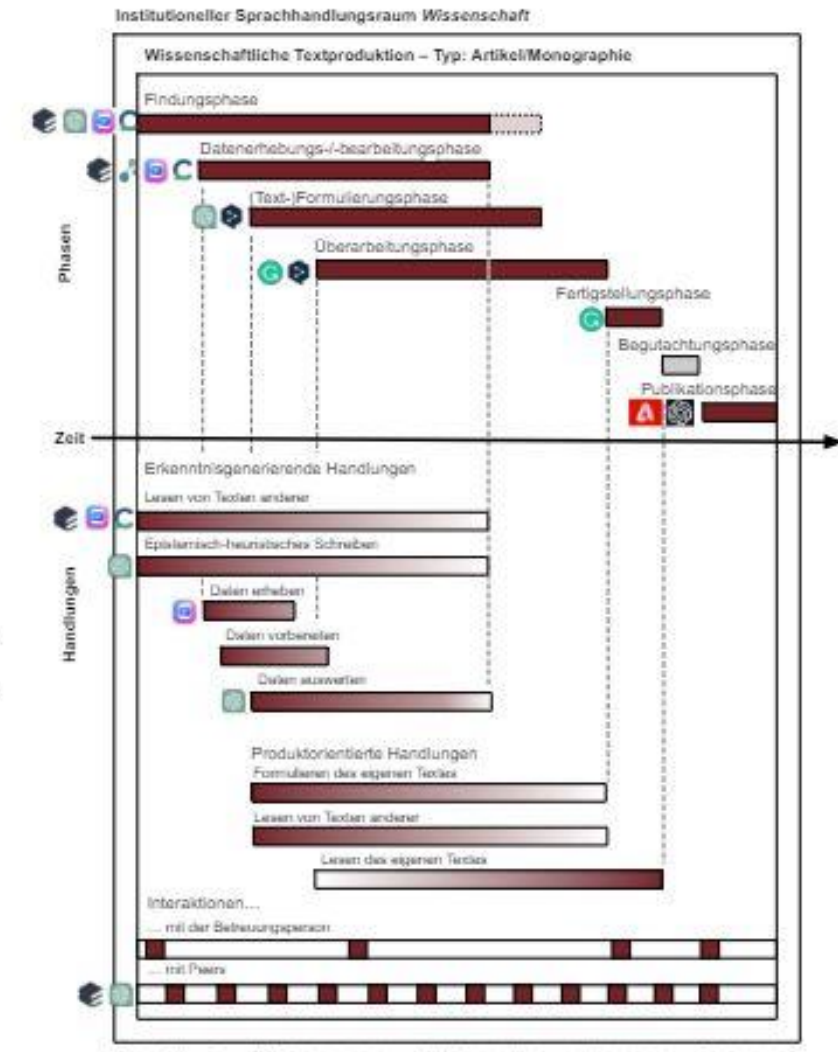 Institutioneller Sprachhandlungsraum Wissenschaft
Wissenschaftliche Textproduktion – Typ: Artikel/Monographie
Findungsphase
Datenerhebungs-/-bearbeitungsphase
(Text-)Formulierungsphase
Überarbeitungsphase
Fertigstellungsphase
Begutachtungsphase
Publikationsphase
Phasen
Zeit
Erkenntnisgenerierende Handlungen
Lesen von Texten anderer
Epistemisch-heuristisches Schreiben
Daten erheben
Daten vorbereiten
Daten auswerten
Handlungen
Produktorientierte Handlungen
Formulieren des eigenen Textes
Lesen von Texten anderer
Lesen des eigenen Textes
Interaktionen...
... mit der Betreuungsperson
... mit Peers